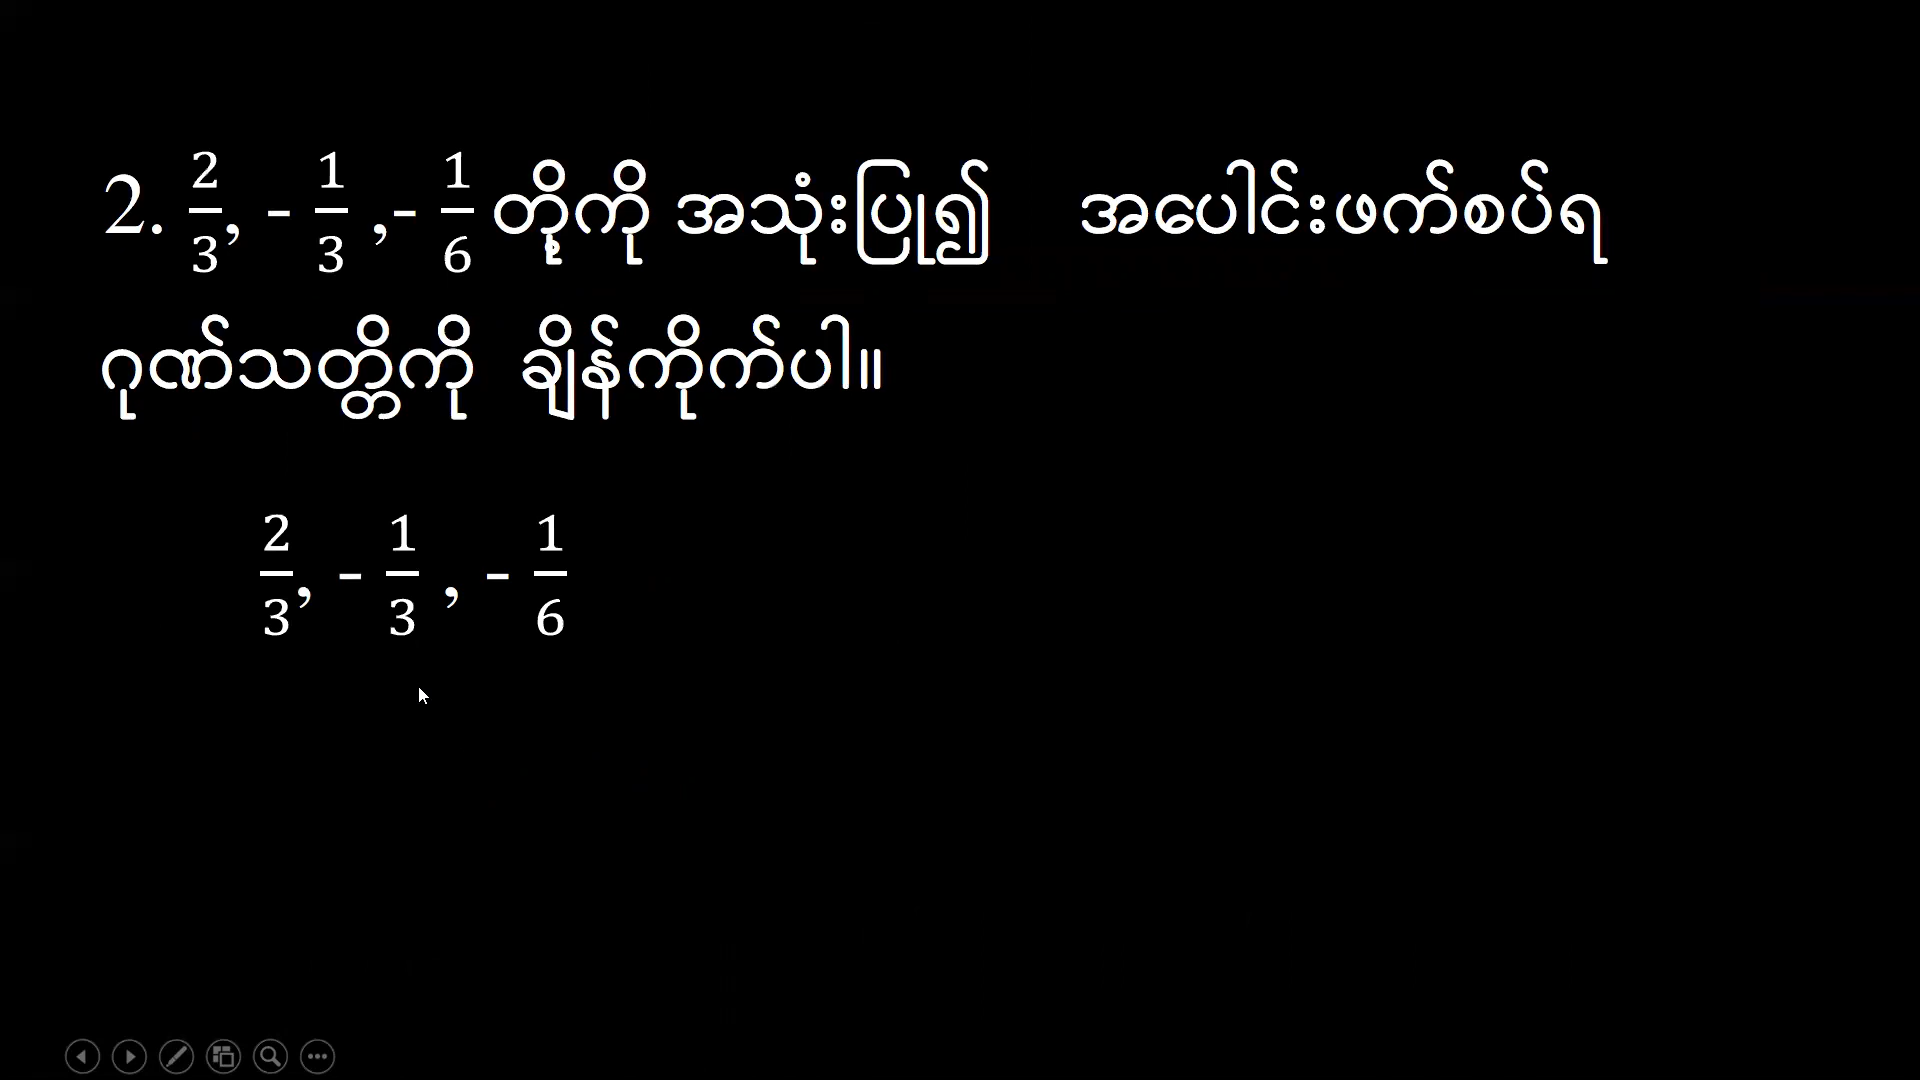 2. 2/3, - 1/3 ,- 1/6 တို့ကို အသုံးပြု၍ အပေါင်းဖက်စပ်ရ
ဂုဏ်သတ္တိကို ချိန်ကိုက်ပါ။
2/3, - 1/3 , - 1/6